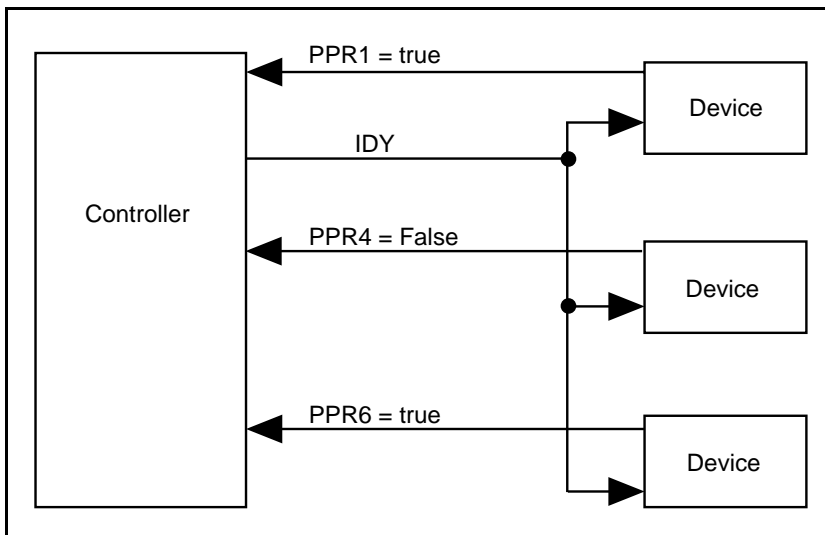 PPR1 = true
Device
IDY
Controller
PPR4 = False
Device
PPR6 = true
Device